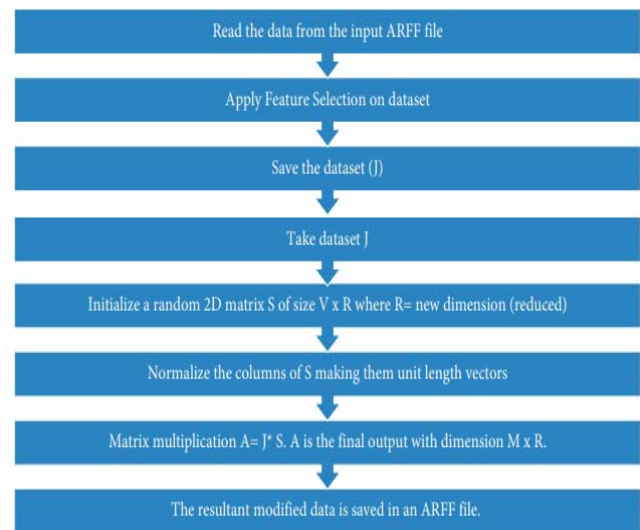 Read the data from the input ARFF file
Apply Feature Selection on dataset
Save the dataset (J)
Take dataset J
Initialize a random 2D matrix S of size V x R where R= new dimension (reduced)
Normalize the columns of S making them unit length vectors
Matrix multiplication A= J* S. A is the final output with dimension M x R.
The resultant modified data is saved in an ARFF file.